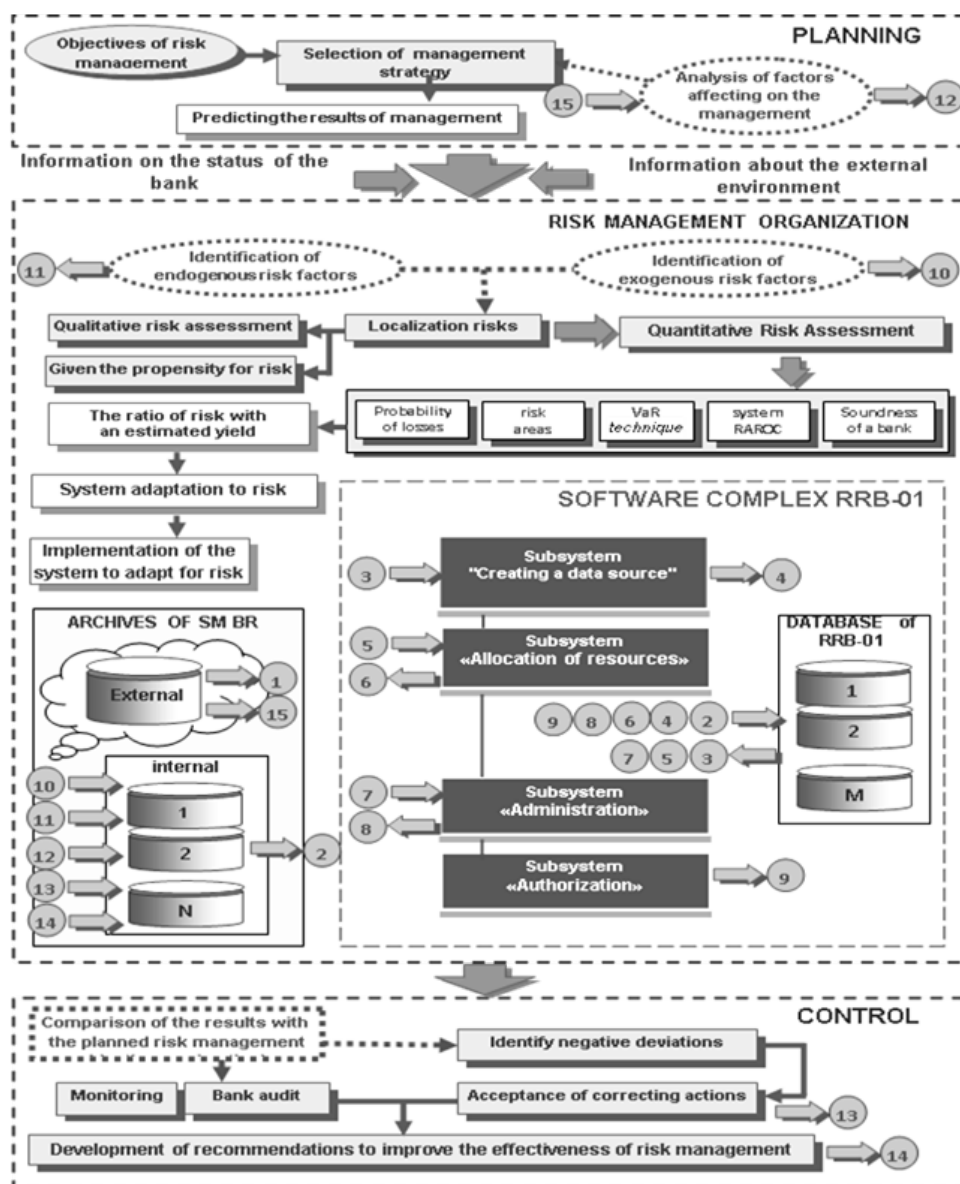 PLANNING
Objectives of risk
management
Selection of management
strategy
Analysis of factors
affecting on the
management
15
12
Predicting the results of management
Information on the status of the
bank
Information about the external
environment
RISK MANAGEMENT ORGANIZATION
11
Identification of
endogenous risk factors
Identification of
exogenous risk factors
10
Qualitative risk assessment
Localization risks
Quantitative Risk Assessment
Given the propensity for risk
The ratio of risk with
an estimated yield
Probability
of losses
risk
areas
VaR
technique
system
RAROC
Soundness
of a bank
System adaptation to risk
Implementation of the
system to adapt for risk
SOFTWARE COMPLEX RRB-01
3
Subsystem
"Creating a data source"
4
5
6
Subsystem
«Allocation of resources»
DATABASE of
RRB-01
1
2
M
9 8 6 4 2
7 5 3
7
8
Subsystem
«Administration»
Subsystem
«Authorization»
9
ARCHIVES OF SM BR
External
1
15
internal
10
11
12
13
14
1
2
N
2
CONTROL
Comparison of the results with
the planned risk management
Identify negative deviations
Monitoring
Bank audit
Acceptance of correcting actions
13
Development of recommendations to improve the effectiveness of risk management
14